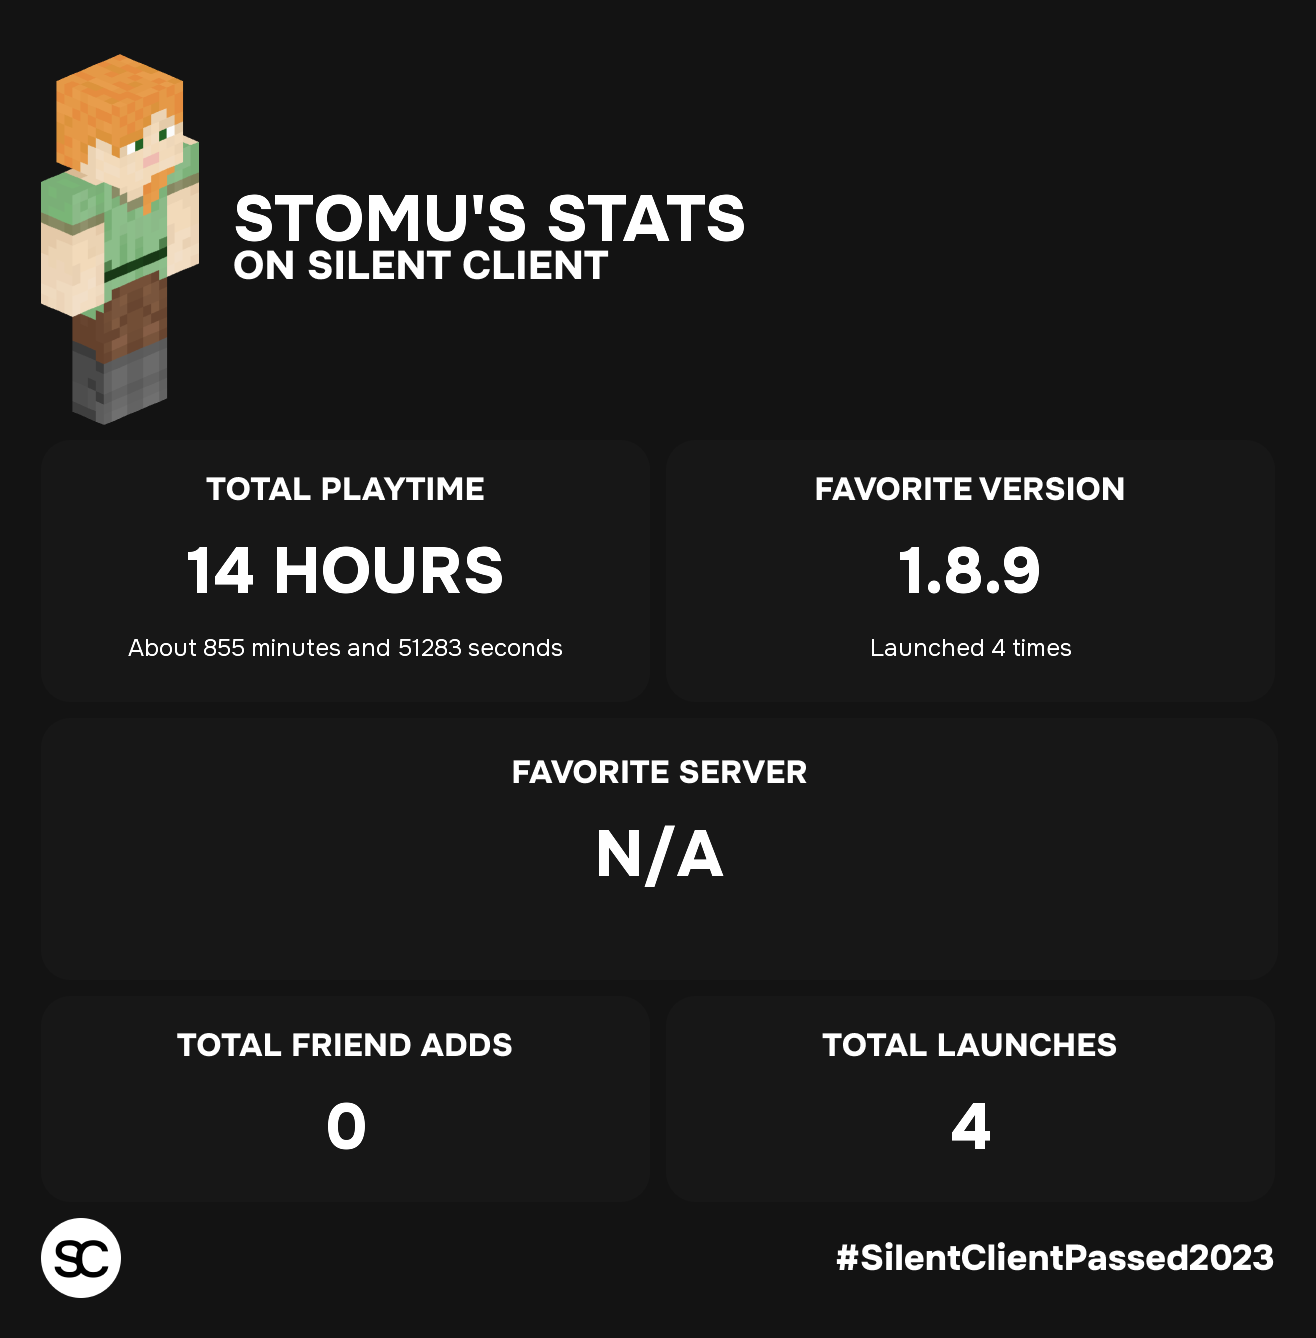 STOMU'S STATS
ON SILENT CLIENT
TOTAL PLAYTIME
14 HOURS
About 855 minutes and 51283 seconds
FAVORITE VERSION
1.8.9
Launched 4 times
FAVORITE SERVER
N/A
TOTAL FRIEND ADDS
0
TOTAL LAUNCHES
4
SC
#SilentClientPassed2023